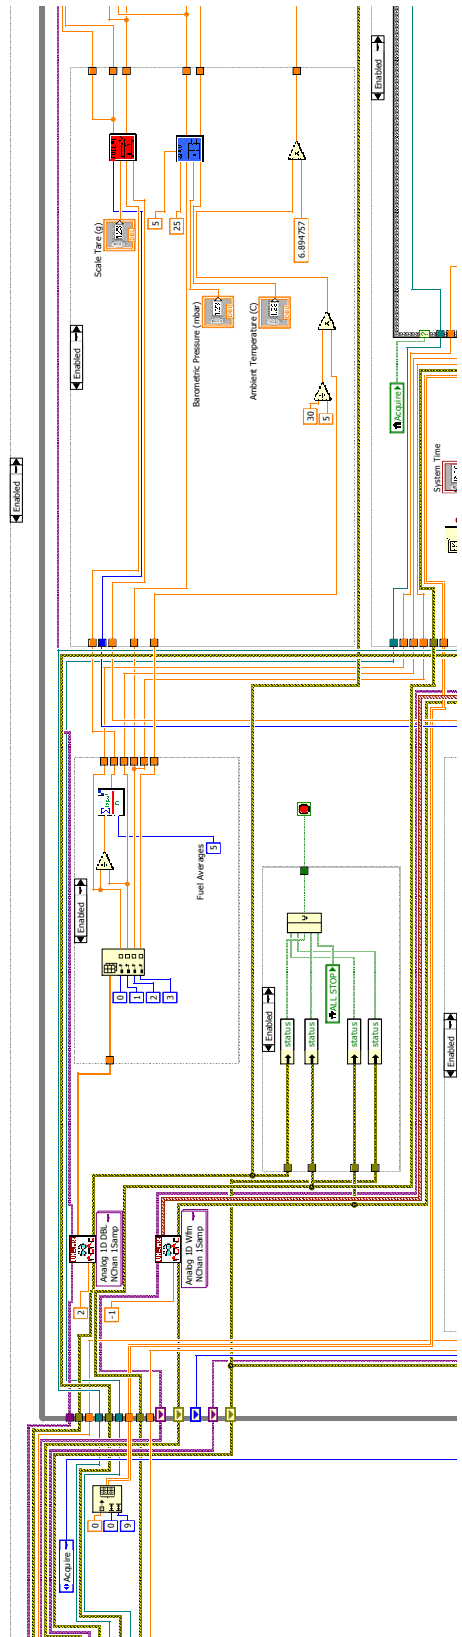 Enabled
Enabled
Scale Tare (g)
5
25
Barometric Pressure (mbar)
Ambient Temperature (C)
6.894757
30
5
Enabled
Acquire
System Time
Enabled
Fuel Averages
5
0
1
2
3
Enabled
status
status
ALL STOP
status
status
Enabled
2
Analog 1D DBL
NChan 1Samp
-1
Analog 1D Wfm
NChan 1Samp
0
0
9
Acquire